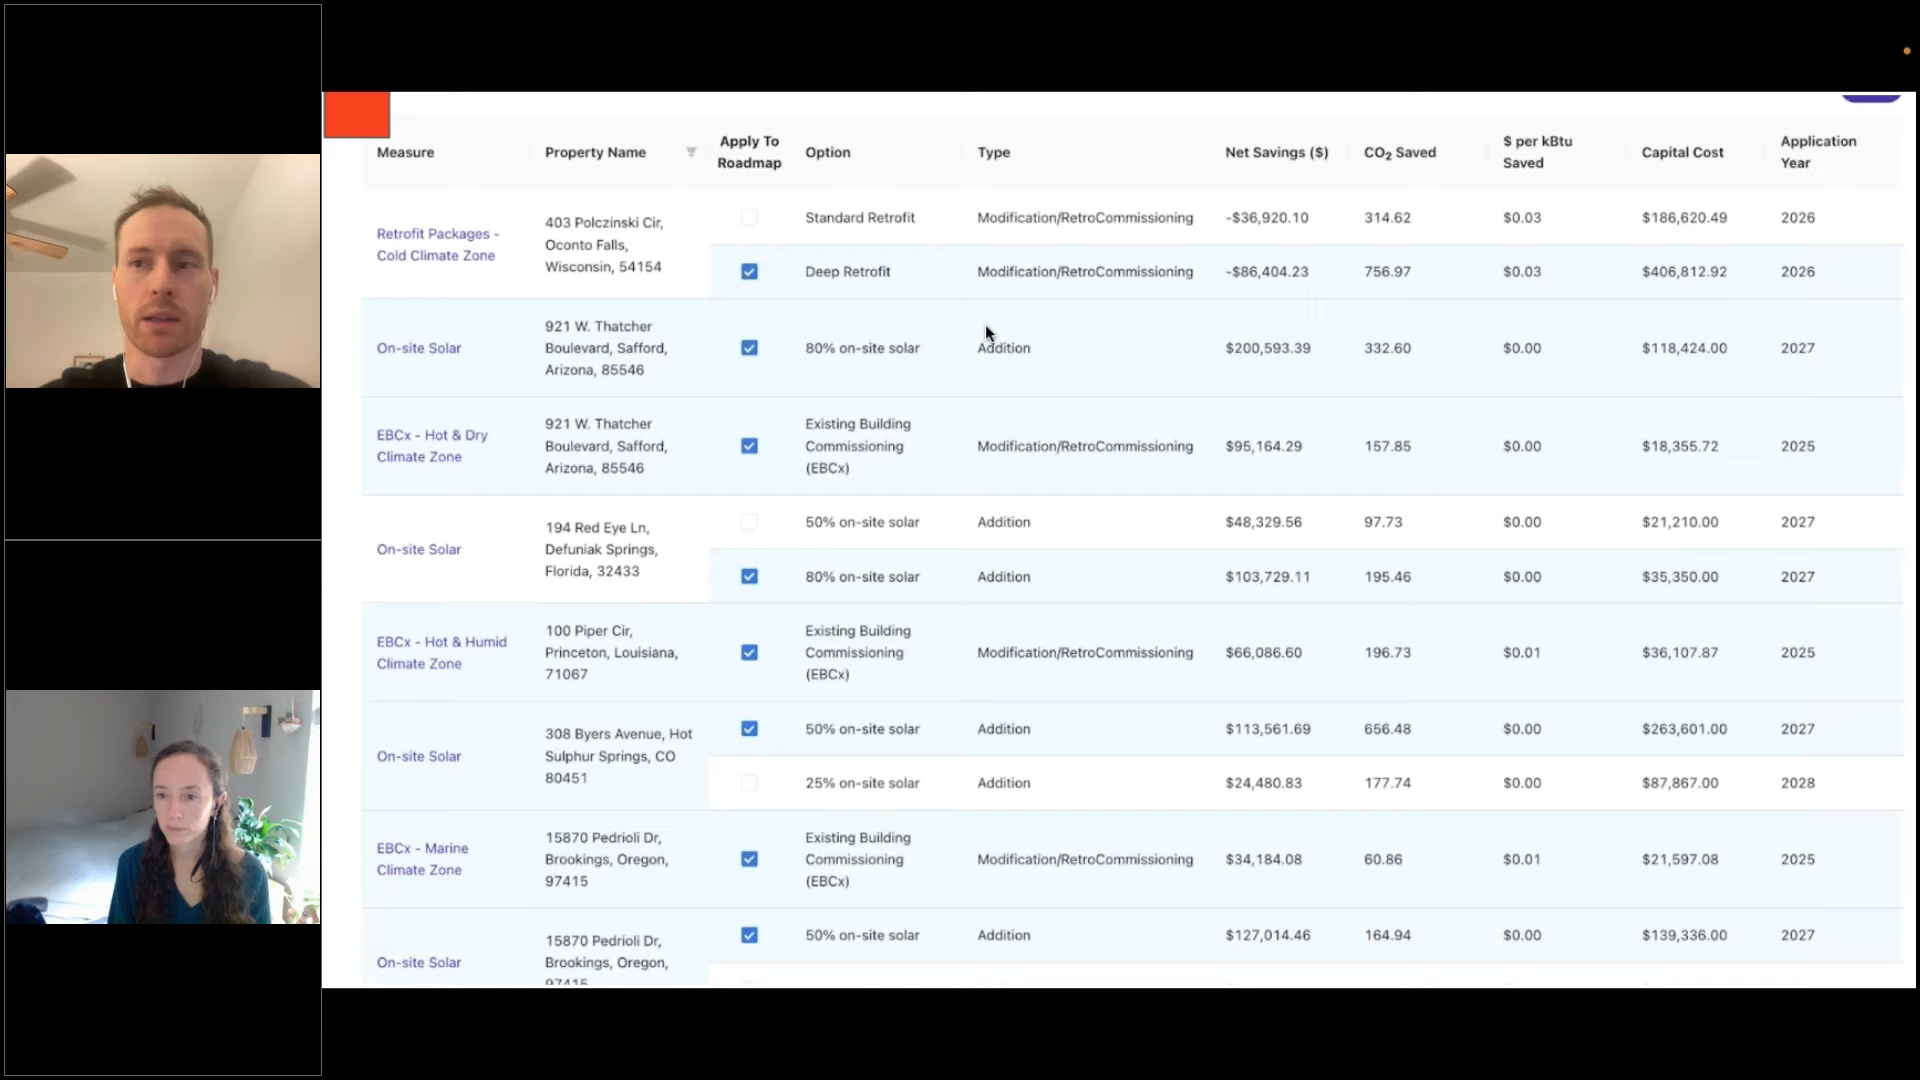 Measure
Property Name
Apply To
Roadmap
Option
Type
Net Savings ($)
CO₂ Saved
$ per kBtu
Saved
Capital Cost
Application
Year
Retrofit Packages -
Cold Climate Zone
403 Polczinski Cir,
Oconto Falls,
Wisconsin, 54154
Standard Retrofit Modification/RetroCommissioning -$36,920.10 314.62 $0.03 $186,620.49 2026
Deep Retrofit Modification/RetroCommissioning -$86,404.23 756.97 $0.03 $406,812.92 2026
On-site Solar
921 W. Thatcher
Boulevard, Safford,
Arizona, 85546
80% on-site solar Addition $200,593.39 332.60 $0.00 $118,424.00 2027
EBCx - Hot & Dry
Climate Zone
921 W. Thatcher
Boulevard, Safford,
Arizona, 85546
Existing Building
Commissioning
(EBCx)
Modification/RetroCommissioning $95,164.29 157.85 $0.00 $18,355.72 2025
On-site Solar
194 Red Eye Ln,
Defuniak Springs,
Florida, 32433
50% on-site solar Addition $48,329.56 97.73 $0.00 $21,210.00 2027
80% on-site solar Addition $103,729.11 195.46 $0.00 $35,350.00 2027
EBCx - Hot & Humid
Climate Zone
100 Piper Cir,
Princeton, Louisiana,
71067
Existing Building
Commissioning
(EBCx)
Modification/RetroCommissioning $66,086.60 196.73 $0.01 $36,107.87 2025
On-site Solar
308 Byers Avenue, Hot
Sulphur Springs, CO
80451
50% on-site solar Addition $113,561.69 656.48 $0.00 $263,601.00 2027
25% on-site solar Addition $24,480.83 177.74 $0.00 $87,867.00 2028
EBCx - Marine
Climate Zone
15870 Pedrioli Dr,
Brookings, Oregon,
97415
Existing Building
Commissioning
(EBCx)
Modification/RetroCommissioning $34,184.08 60.86 $0.01 $21,597.08 2025
On-site Solar
15870 Pedrioli Dr,
Brookings, Oregon,
97415
50% on-site solar Addition $127,014.46 164.94 $0.00 $139,336.00 2027